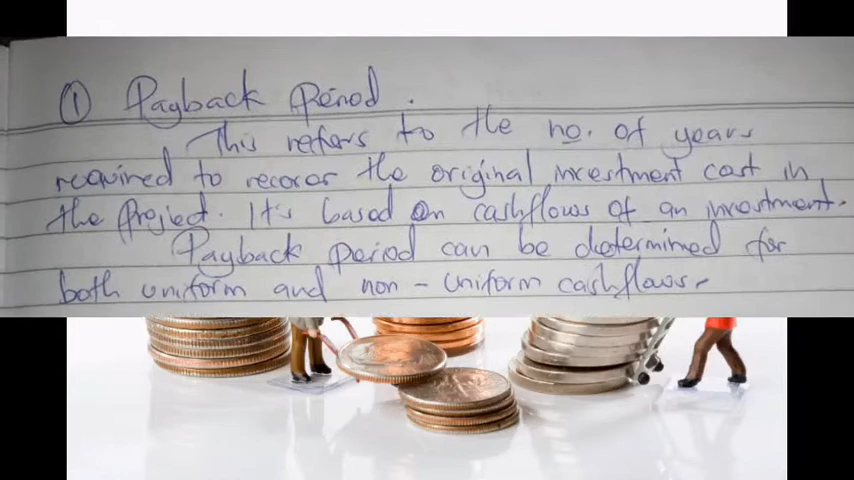 ① Payback Period.
This refers to the no. of years
required to recover the original investment cost in
the project. It's based on cashflows of an investment.
Payback period can be determined for
both uniform and non-uniform cashflows.